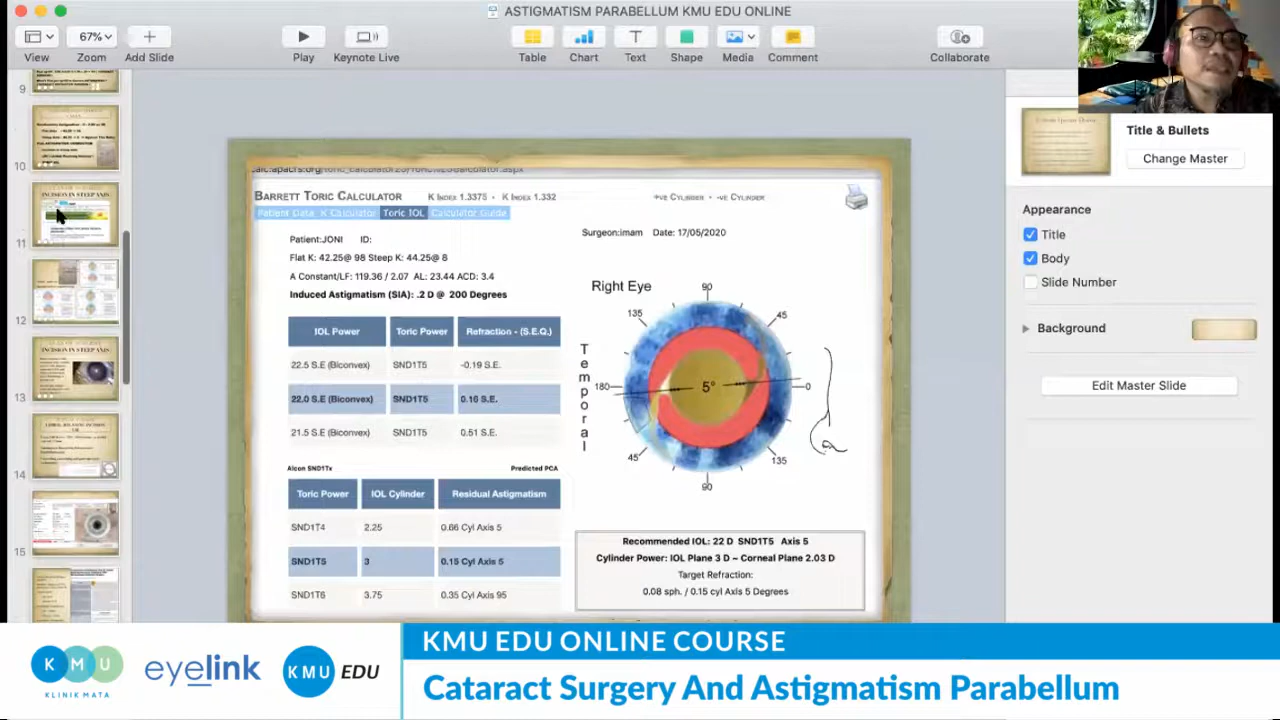 ASTIGMATISM PARABELLUM KMU EDU ONLINE
67%
View
Zoom
Add Slide
Play
Keynote Live
Table
Chart
Text
Shape
Media
Comment
Collaborate
9
10
INCISION IN STEEP AXIS
11
12
INCISION IN STEEP AXIS
13
14
15
BARRETT TORIC CALCULATOR
K INDEX 1.3375 • K INDEX 1.332
+VE CYLINDER • -VE CYLINDER
Patient Data K Calculator Toric IOL Calculator Guide
Patient:JONI ID:
Surgeon:imam Date: 17/05/2020
Flat K: 42.25@ 98 Steep K: 44.25@ 8
A Constant/LF: 119.36 / 2.07 AL: 23.44 ACD: 3.4
Induced Astigmatism (SIA): .2 D @ 200 Degrees
IOL Power Toric Power Refraction - (S.E.Q.)
22.5 S.E (Biconvex) SND1T5 -0.19 S.E.
22.0 S.E (Biconvex) SND1T5 0.16 S.E.
21.5 S.E (Biconvex) SND1T5 0.51 S.E.
Alcon SND1Tx Predicted PCA
Toric Power IOL Cylinder Residual Astigmatism
SND1T4 2.25 0.66 Cyl Axis 5
SND1T5 3 0.15 Cyl Axis 5
SND1T6 3.75 0.35 Cyl Axis 95
Right Eye
90
135
45
Temporal
180
5°
0
45
135
90
Recommended IOL: 22 D SND1T5 Axis 5
Cylinder Power: IOL Plane 3 D ~ Corneal Plane 2.03 D
Target Refraction:
0.08 sph. / 0.15 cyl Axis 5 Degrees
Title & Bullets
Change Master
Appearance
Title
Body
Slide Number
Background
Edit Master Slide
KMU
KLINIK MATA
eyelink
KMU EDU
KMU EDU ONLINE COURSE
Cataract Surgery And Astigmatism Parabellum